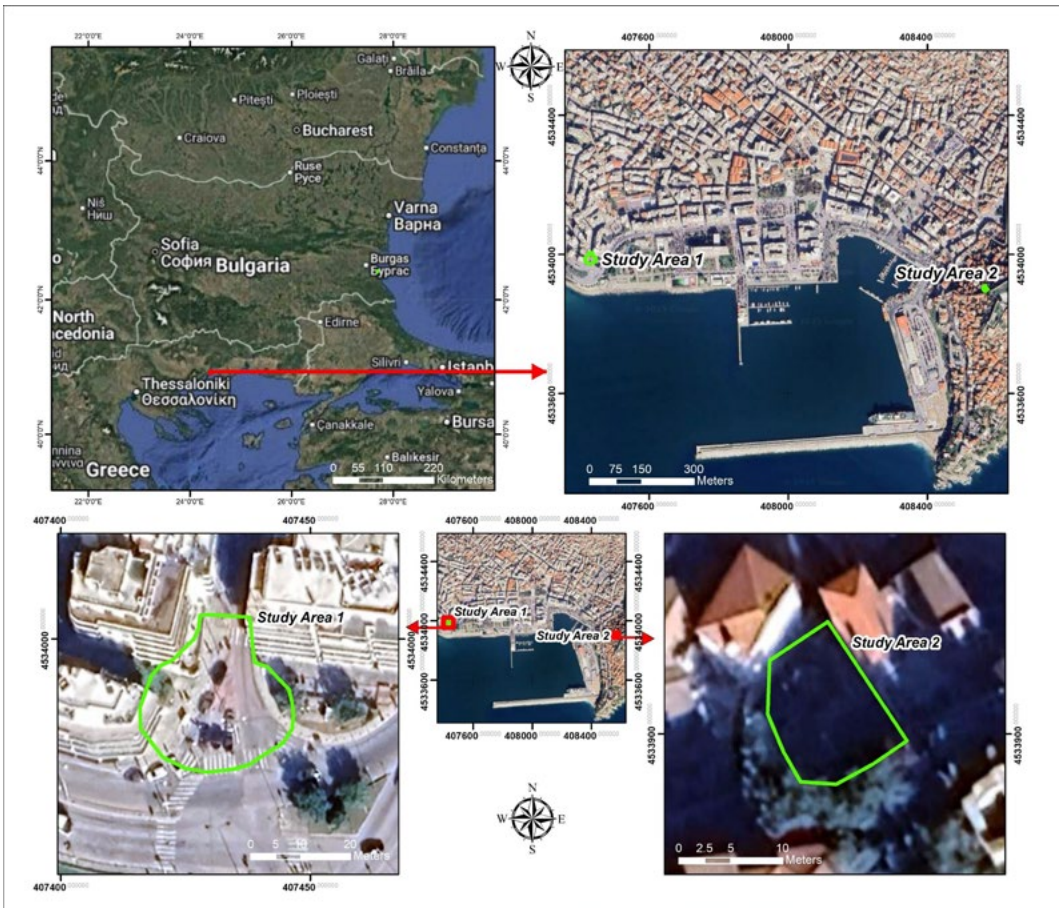 22°0'0"E 24°0'0"E 26°0'0"E 28°0'0"E
N
W E
S
407600 408000 408400
Galați
Brăila
Pitești
Ploiești
Craiova
Bucharest
Constanța
44°0'0"N
44°0'0"N
Ruse
Русе
Niš
Ниш
Varna
Варна
Sofia
София
Bulgaria
Burgas
Бургас
42°0'0"N
42°0'0"N
North
acedonia
Edirne
Silivri
Istanb
Thessaloniki
Θεσσαλονίκη
Yalova
Çanakkale
Bursa
40°0'0"N
40°0'0"N
Balıkesir
Greece
0 55 110 220
Kilometers
22°0'0"E 24°0'0"E 26°0'0"E 28°0'0"E
4534400
4534400
4534000
4534000
Study Area 1
Study Area 2
4533600
4533600
0 75 150 300
Meters
407600 408000 408400
407400 407450
4534000
4534000
Study Area 1
0 5 10 20
Meters
407400 407450
407600 408000 408400
4534400
4534400
4534000
4534000
Study Area 1
Study Area 2
4533600
4533600
407600 408000 408400
N
W E
S
Study Area 2
4533900
4533900
0 2.5 5 10
Meters